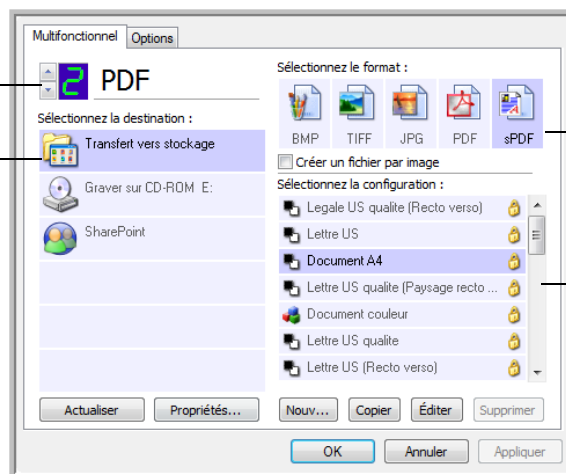 Multifonctionnel Options
2 PDF
Sélectionnez la destination :
Transfert vers stockage
Graver sur CD-ROM E:
SharePoint
Actualiser Propriétés...
Sélectionnez le format :
BMP TIFF JPG PDF sPDF
Créer un fichier par image
Sélectionnez la configuration :
Legale US qualite (Recto verso)
Lettre US
Document A4
Lettre US qualite (Paysage recto ...
Document couleur
Lettre US qualite
Lettre US (Recto verso)
Nouv... Copier Éditer Supprimer
OK Annuler Appliquer